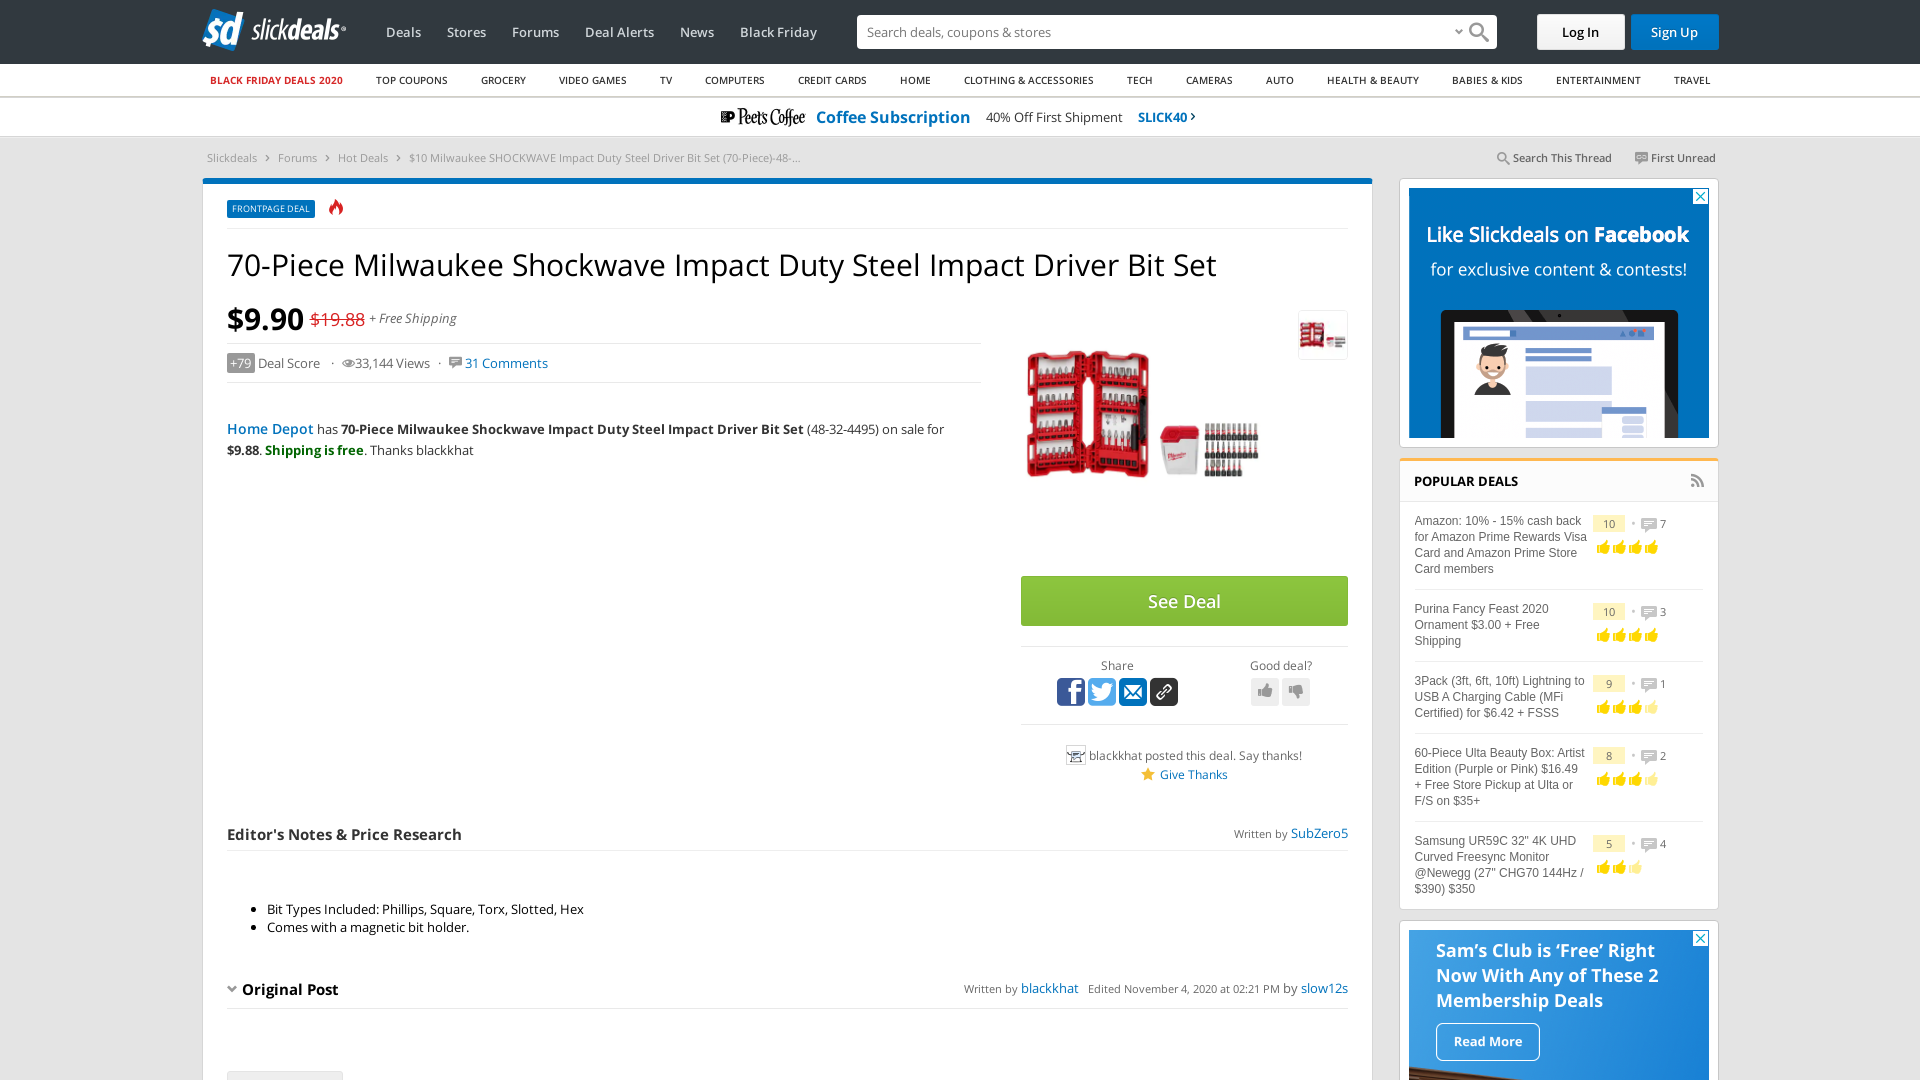 slickdeals
Deals
Stores
Forums
Deal Alerts
News
Black Friday
Search deals, coupons & stores
Log In
Sign Up
BLACK FRIDAY DEALS 2020
TOP COUPONS
GROCERY
VIDEO GAMES
TV
COMPUTERS
CREDIT CARDS
HOME
CLOTHING & ACCESSORIES
TECH
CAMERAS
AUTO
HEALTH & BEAUTY
BABIES & KIDS
ENTERTAINMENT
TRAVEL
Peet's Coffee Coffee Subscription 40% Off First Shipment SLICK40
Slickdeals > Forums > Hot Deals > $10 Milwaukee SHOCKWAVE Impact Duty Steel Driver Bit Set (70-Piece)-48-...
Search This Thread
First Unread
FRONTPAGE DEAL
70-Piece Milwaukee Shockwave Impact Duty Steel Impact Driver Bit Set
$9.90 $19.88 + Free Shipping
+79 Deal Score · 33,144 Views · 31 Comments
Home Depot has 70-Piece Milwaukee Shockwave Impact Duty Steel Impact Driver Bit Set (48-32-4495) on sale for
$9.88. Shipping is free. Thanks blackkhat
See Deal
Share
Good deal?
blackkhat posted this deal. Say thanks!
Give Thanks
Editor's Notes & Price Research
Written by SubZero5
Bit Types Included: Phillips, Square, Torx, Slotted, Hex
Comes with a magnetic bit holder.
Original Post
Written by blackkhat Edited November 4, 2020 at 02:21 PM by slow12s
Like Slickdeals on Facebook
for exclusive content & contests!
POPULAR DEALS
Amazon: 10% - 15% cash back
for Amazon Prime Rewards Visa
Card and Amazon Prime Store
Card members
10 • 7
Purina Fancy Feast 2020
Ornament $3.00 + Free
Shipping
10 • 3
3Pack (3ft, 6ft, 10ft) Lightning to
USB A Charging Cable (MFi
Certified) for $6.42 + FSSS
9 • 1
60-Piece Ulta Beauty Box: Artist
Edition (Purple or Pink) $16.49
+ Free Store Pickup at Ulta or
F/S on $35+
8 • 2
Samsung UR59C 32" 4K UHD
Curved Freesync Monitor
@Newegg (27" CHG70 144Hz /
$390) $350
5 • 4
Sam's Club is 'Free' Right
Now With Any of These 2
Membership Deals
Read More